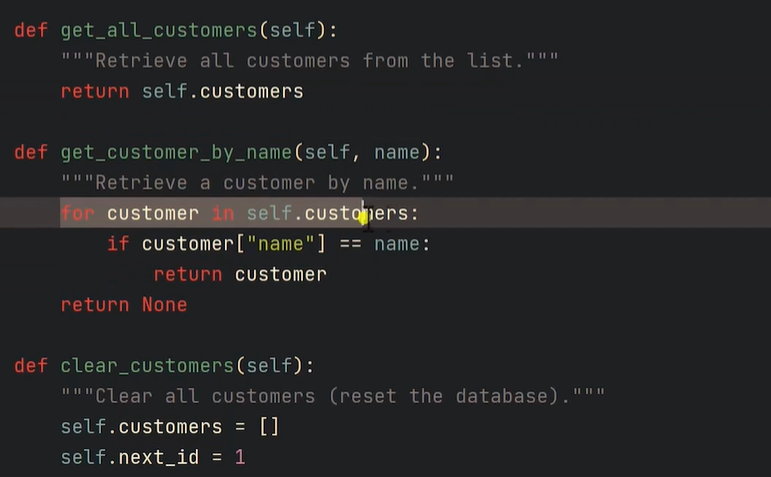 def get_all_customers(self):
    """Retrieve all customers from the list."""
    return self.customers
def get_customer_by_name(self, name):
    """Retrieve a customer by name."""
    for customer in self.customers:
        if customer["name"] == name:
            return customer
    return None
def clear_customers(self):
    """Clear all customers (reset the database)."""
    self.customers = []
    self.next_id = 1